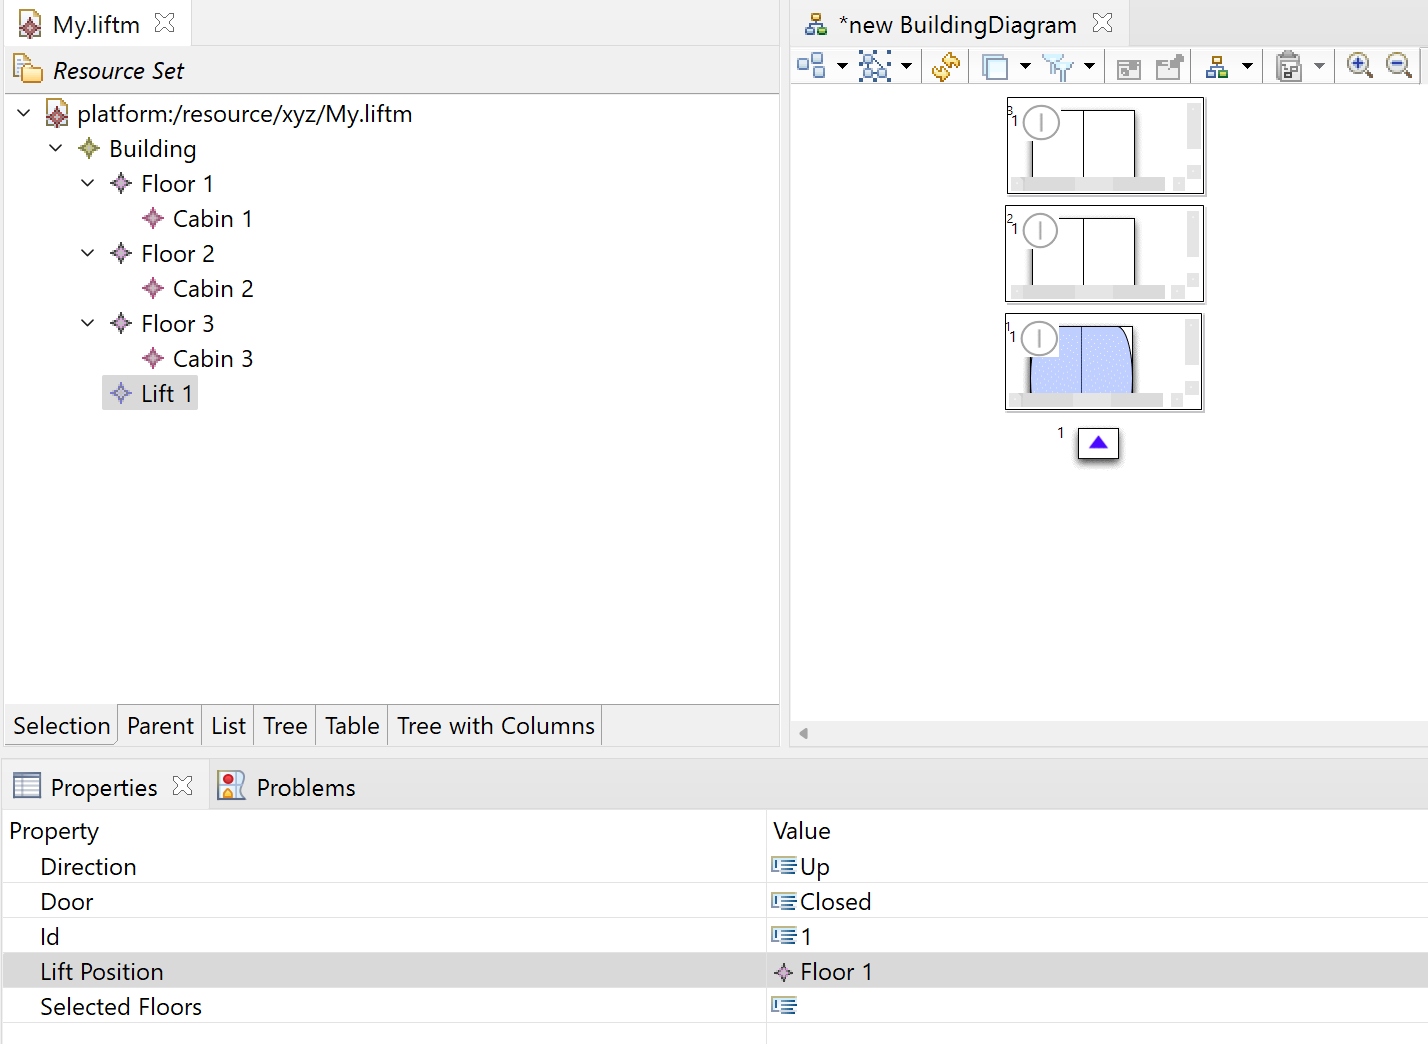 My.liftm
*new BuildingDiagram
Resource Set
platform:/resource/xyz/My.liftm
Building
Floor 1
Cabin 1
Floor 2
Cabin 2
Floor 3
Cabin 3
Lift 1
3
1
2
1
1
1
1
Selection Parent List Tree Table Tree with Columns
Properties Problems
Property Value
Direction Up
Door Closed
Id 1
Lift Position Floor 1
Selected Floors